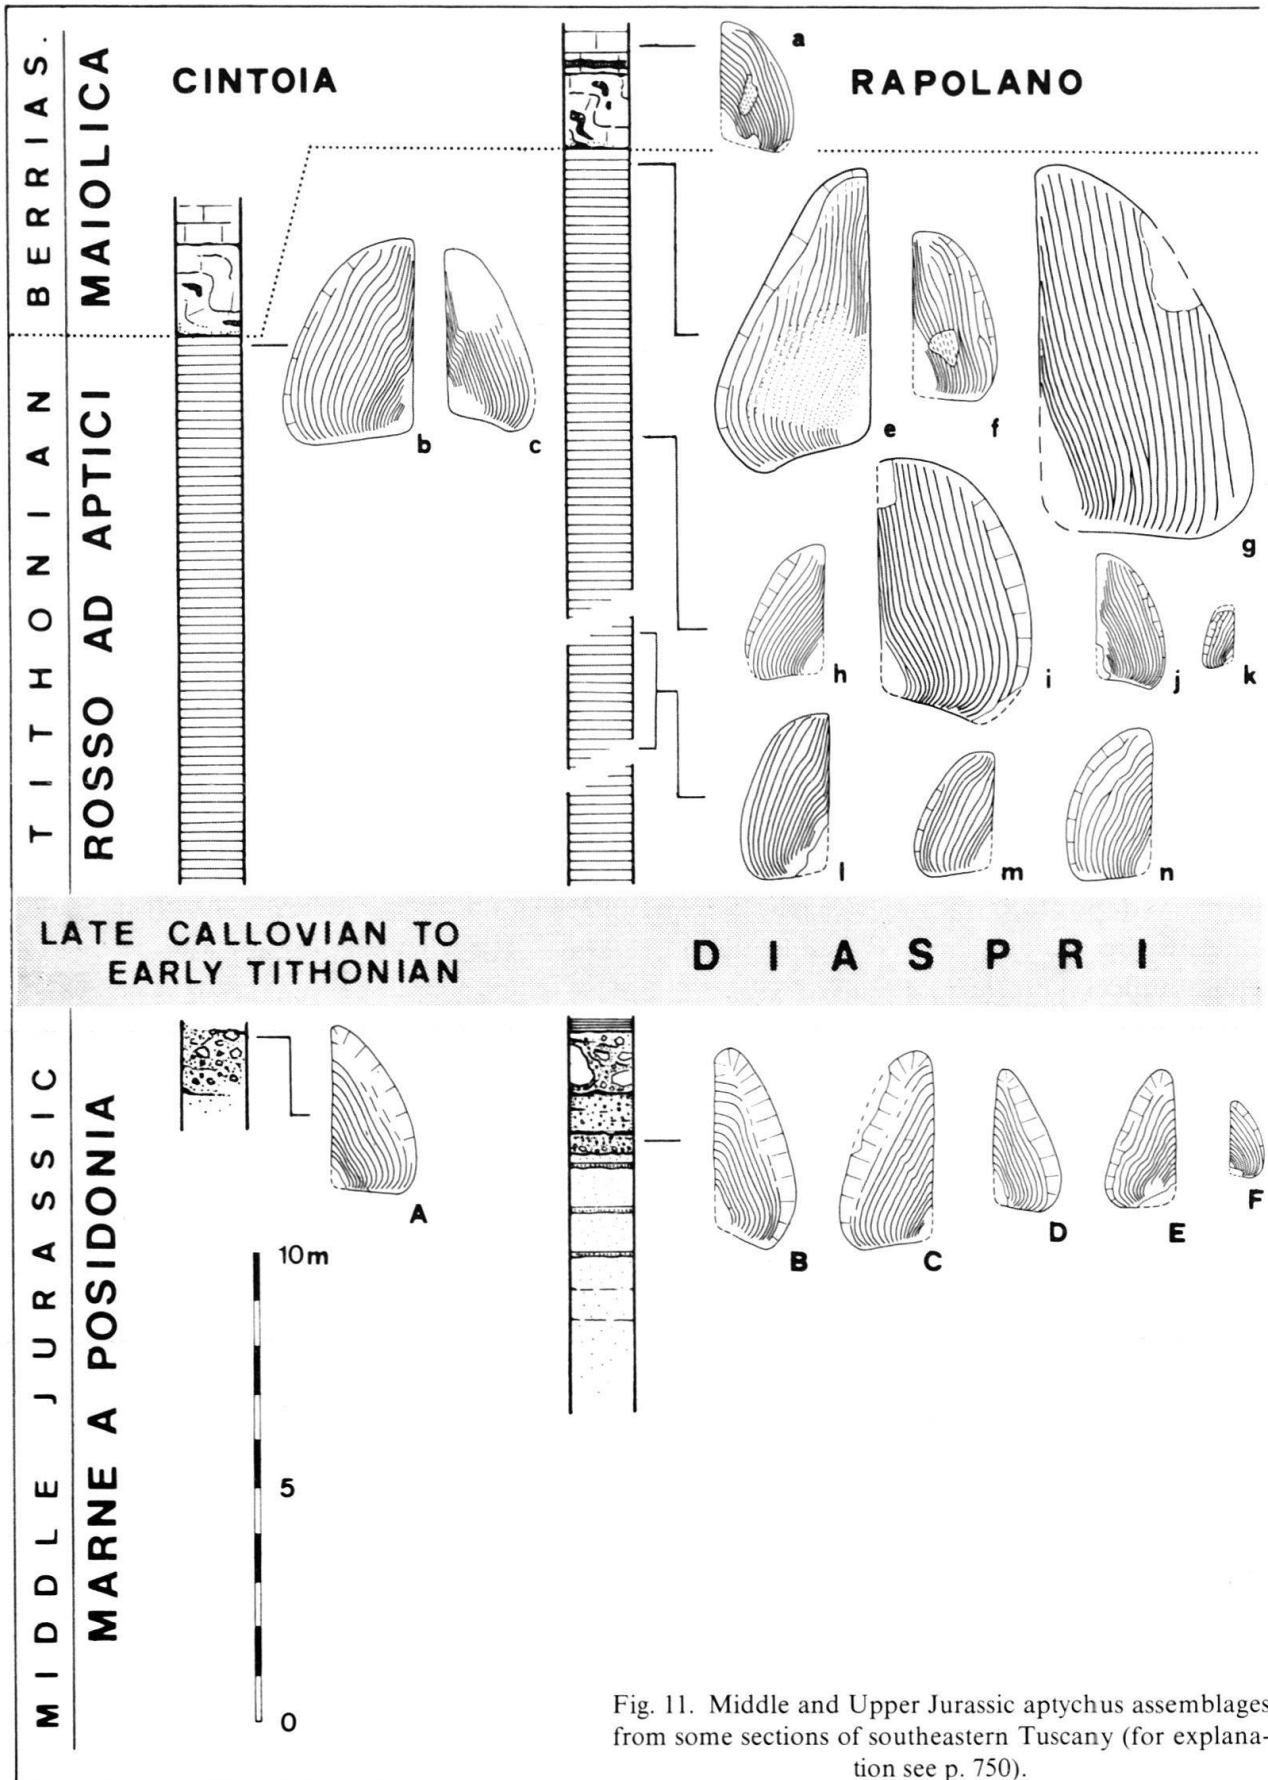 BERRIAS.
MAIOLICA
CINTOIA
RAPOLANO
a
TITHONIAN
ROSSO AD APTICI
b
c
e
f
g
h
i
j
k
l
m
n
LATE CALLOVIAN TO
EARLY TITHONIAN
DIASPRI
MIDDLE JURASSIC
MARNE A POSIDONIA
A
B
C
D
E
F
10m
5
0
Fig. 11. Middle and Upper Jurassic aptychus assemblages
from some sections of southeastern Tuscany (for explana-
tion see p. 750).